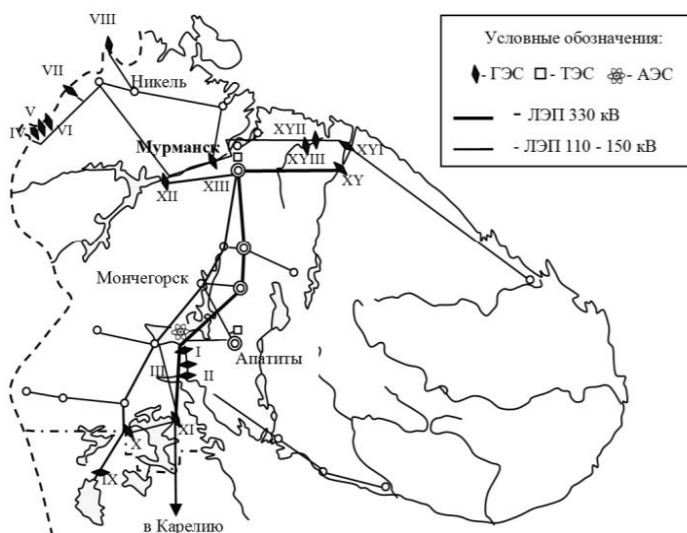 VIII
Условные обозначения:
- ГЭС
- ТЭС
- АЭС
- ЛЭП 330 кВ
- ЛЭП 110 - 150 кВ
VII
Никель
V
IV
VI
Мурманск
XYII
XYIII
XYI
XII
XIII
XY
Мончегорск
I
Апатиты
III
II
X
XI
IX
в Карелию